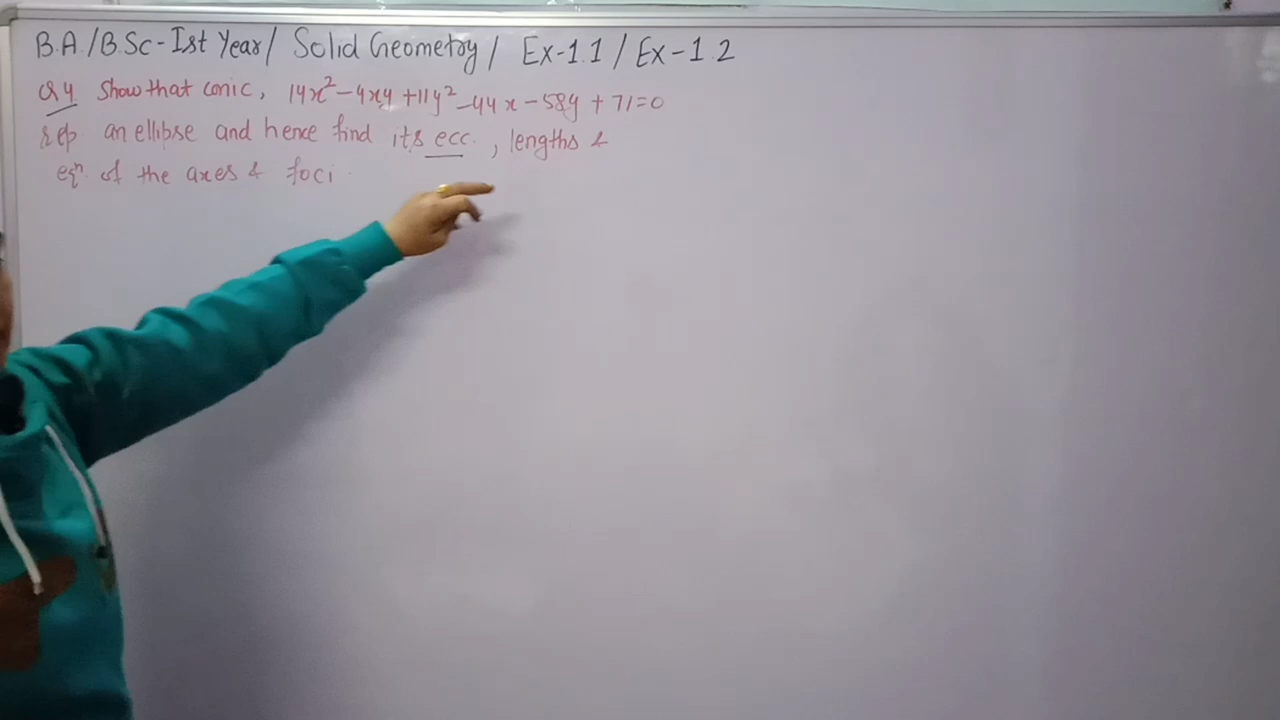 B.A/B.Sc-Ist Year/ Solid Geometry/ Ex-1.1/Ex-1.2
Q4 Show that conic, 14x²-4xy+11y²-44x-58y+71=0
rep an ellipse and hence find its ecc., lengths &
eqⁿ of the axes & foci.